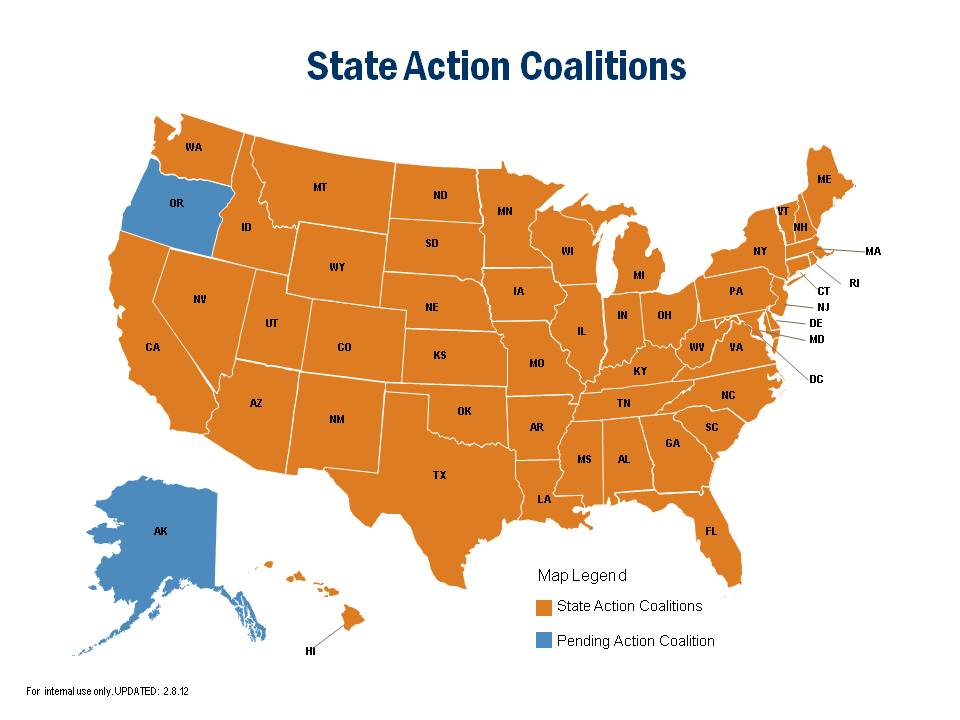 State Action Coalitions
WA
ME
MT
ND
OR
MN
VT
NH
ID
SD
WI
NY
MA
WY
MI
RI
IA
PA
CT
NV
NE
NJ
UT
IN
OH
DE
IL
MD
CA
CO
KS
WV
VA
MO
KY
DC
AZ
NC
TN
OK
NM
AR
SC
GA
MS
AL
TX
LA
AK
FL
Map Legend
State Action Coalitions
Pending Action Coalition
HI
For internal use only. UPDATED: 2.8.12